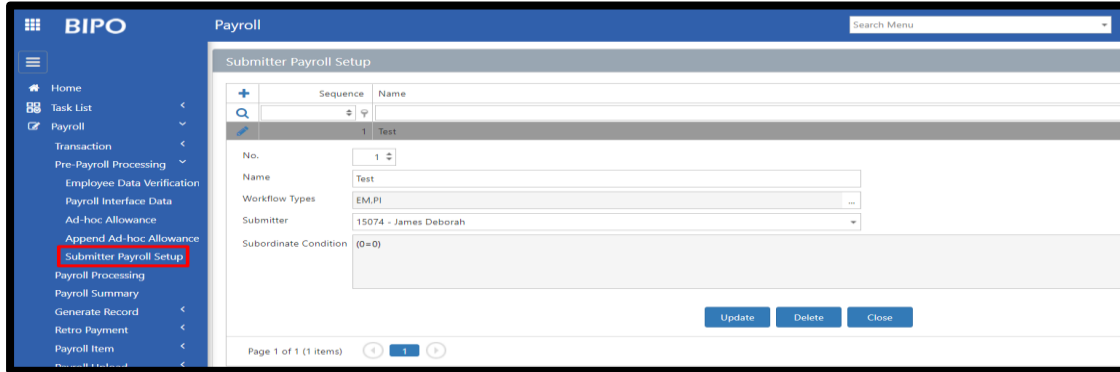 BIPO
Payroll
Search Menu
Submitter Payroll Setup
Home
Task List
Payroll
Transaction
Pre-Payroll Processing
Employee Data Verification
Payroll Interface Data
Ad-hoc Allowance
Append Ad-hoc Allowance
Submitter Payroll Setup
Payroll Processing
Payroll Summary
Generate Record
Retro Payment
Payroll Item
Payroll Upload
Sequence Name
1 Test
No. 1
Name Test
Workflow Types EM,PI ...
Submitter 15074 - James Deborah
Subordinate Condition (0=0)
Update Delete Close
Page 1 of 1 (1 items) 1